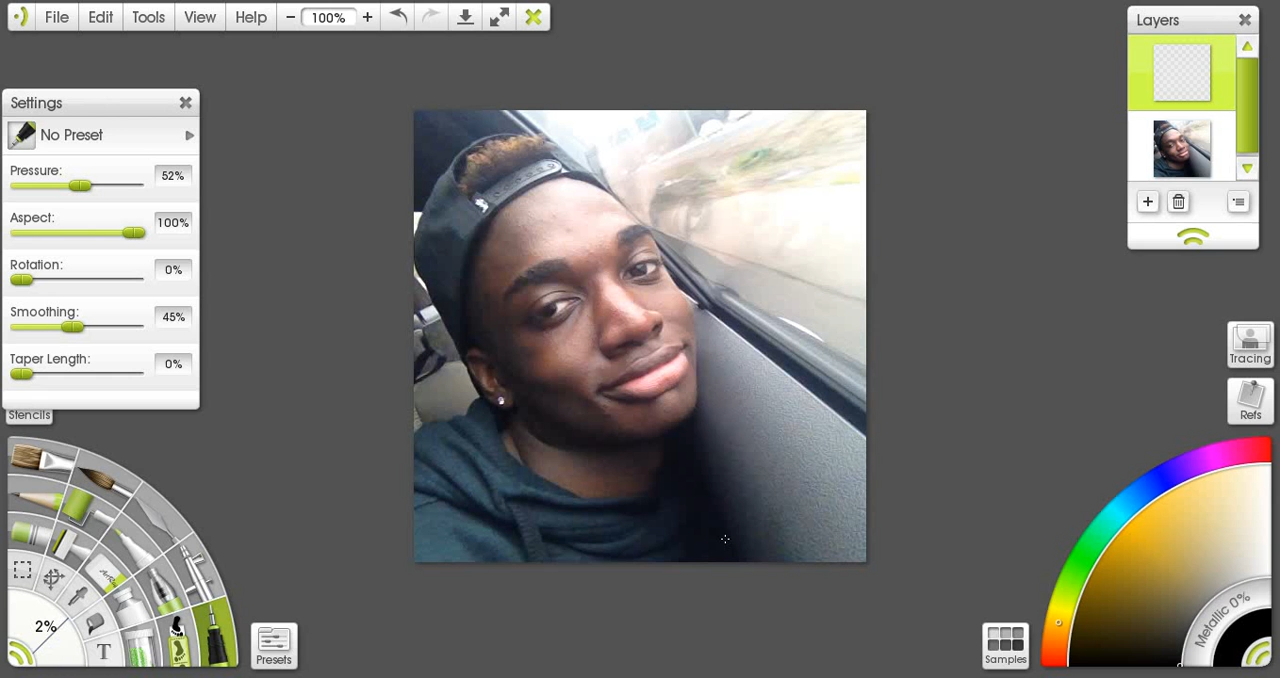 File Edit Tools View Help − 100% +
Layers
Settings
No Preset
Pressure: 52%
Aspect: 100%
Rotation: 0%
Smoothing: 45%
Taper Length: 0%
Stencils
Tracing
Refs
2%
T
Presets
Samples
Metallic 0%